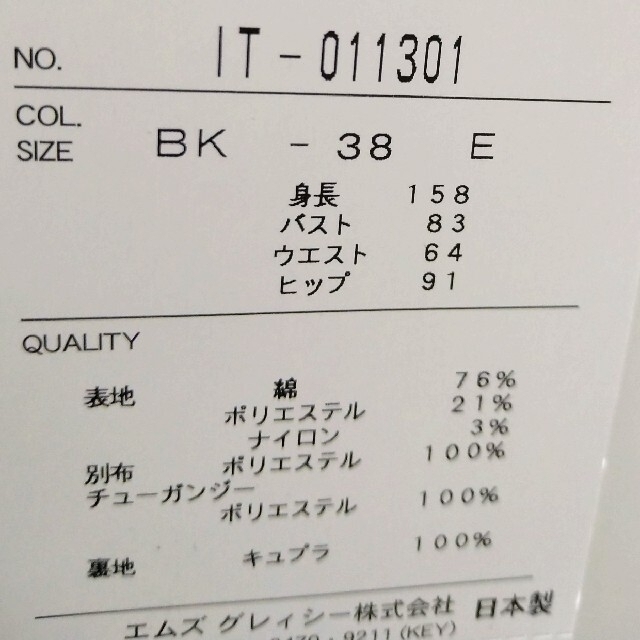 NO. IT-011301
COL.
SIZE BK - 38 E
身長 158
バスト 83
ウエスト 64
ヒップ 91
QUALITY
表地 綿 76%
ポリエステル 21%
ナイロン 3%
別布 ポリエステル 100%
チューガンジー
ポリエステル 100%
裏地 キュプラ 100%
エムズ グレィシー株式会社 日本製
9211(KEY)